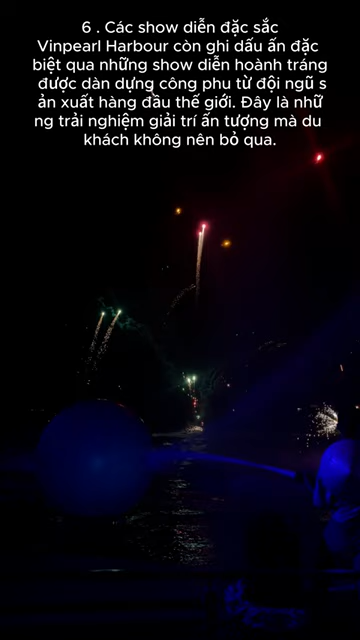 6 . Các show diễn đặc sắc
Vinpearl Harbour còn ghi dấu ấn đặc
biệt qua những show diễn hoành tráng
được dàn dựng công phu từ đội ngũ s
ản xuất hàng đầu thế giới. Đây là nhữ
ng trải nghiệm giải trí ấn tượng mà du
khách không nên bỏ qua.